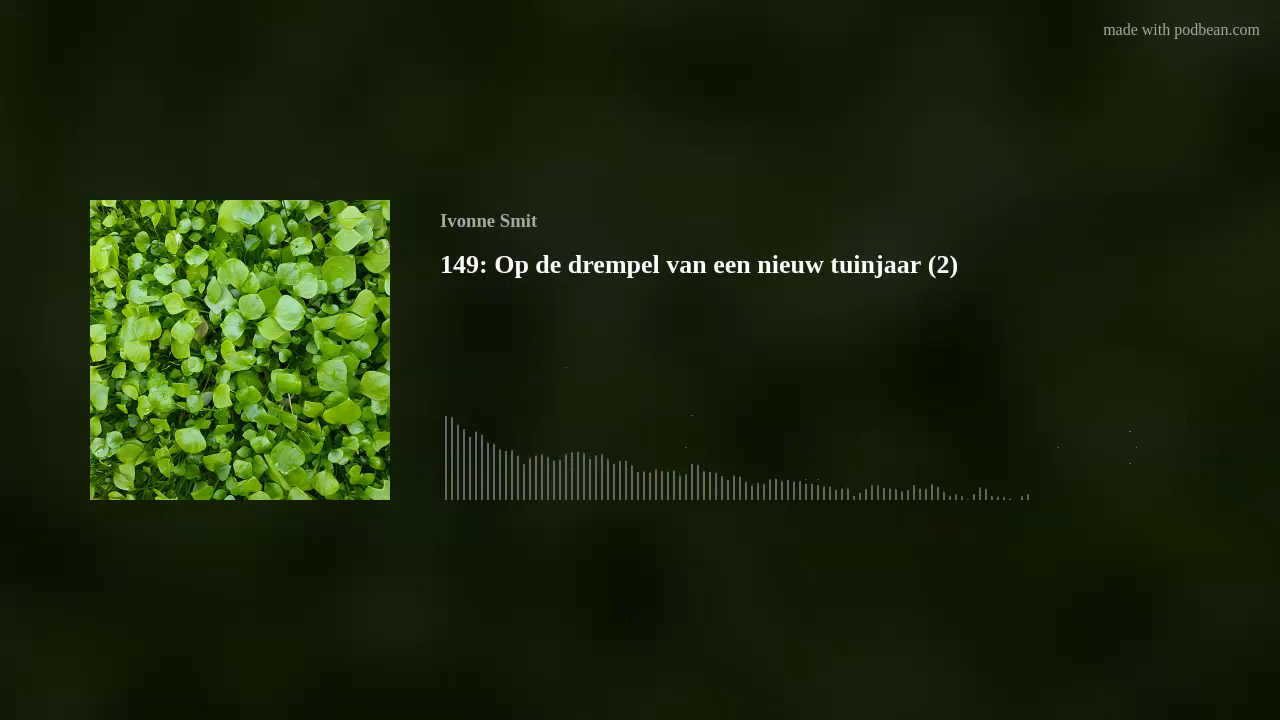 made with podbean.com
Ivonne Smit
149: Op de drempel van een nieuw tuinjaar (2)